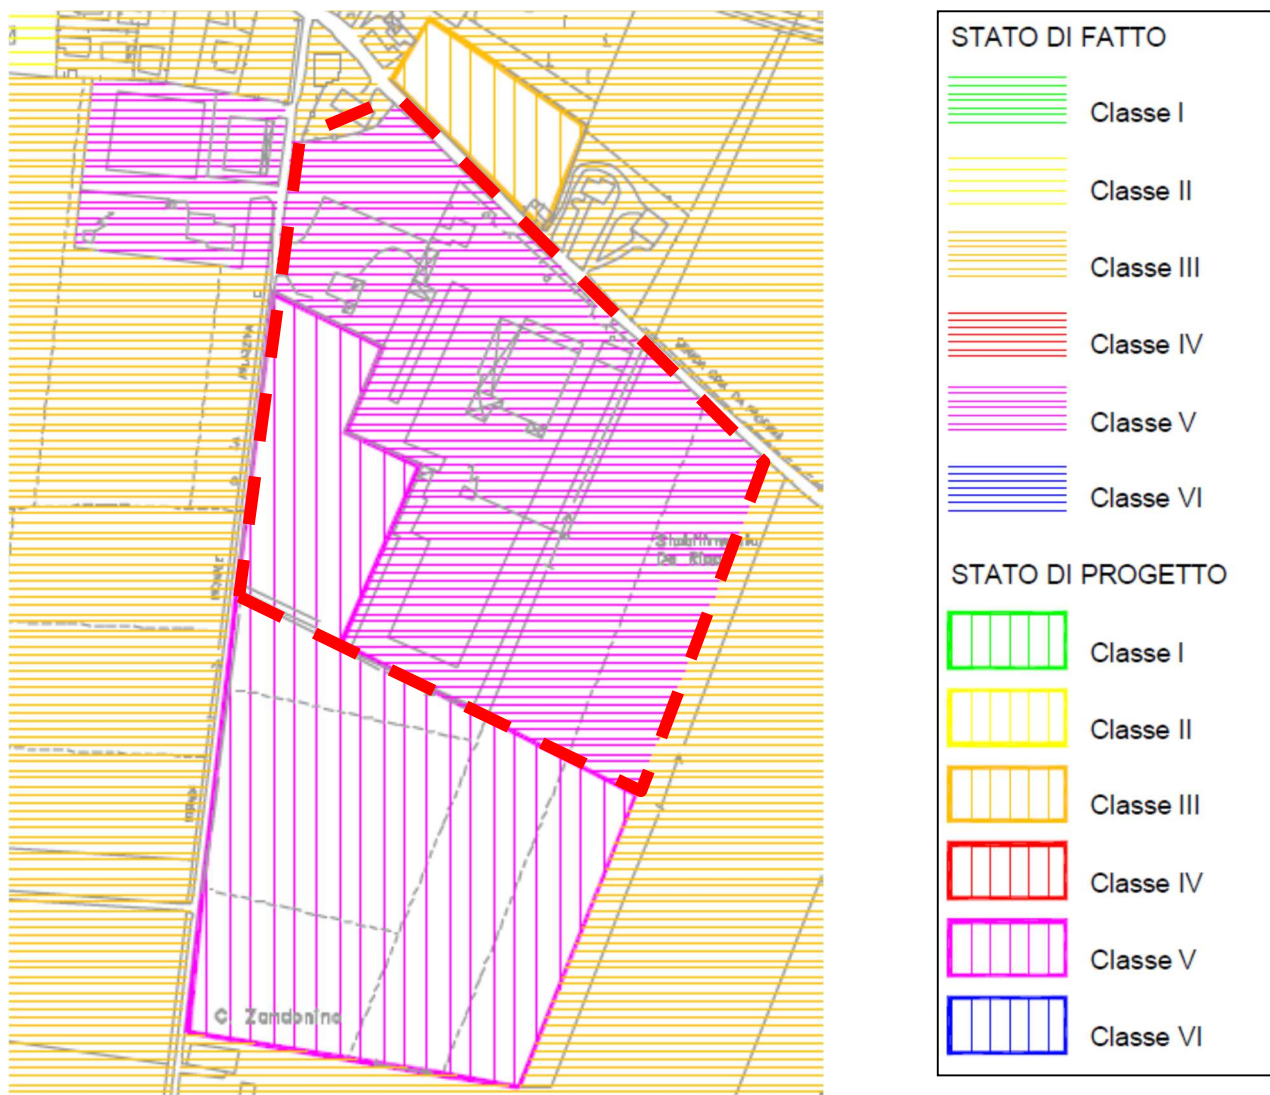 STATO DI FATTO
Classe I
Classe II
Classe III
Classe IV
Classe V
Classe VI
STATO DI PROGETTO
Classe I
Classe II
Classe III
Classe IV
Classe V
Classe VI
C. Zandonina